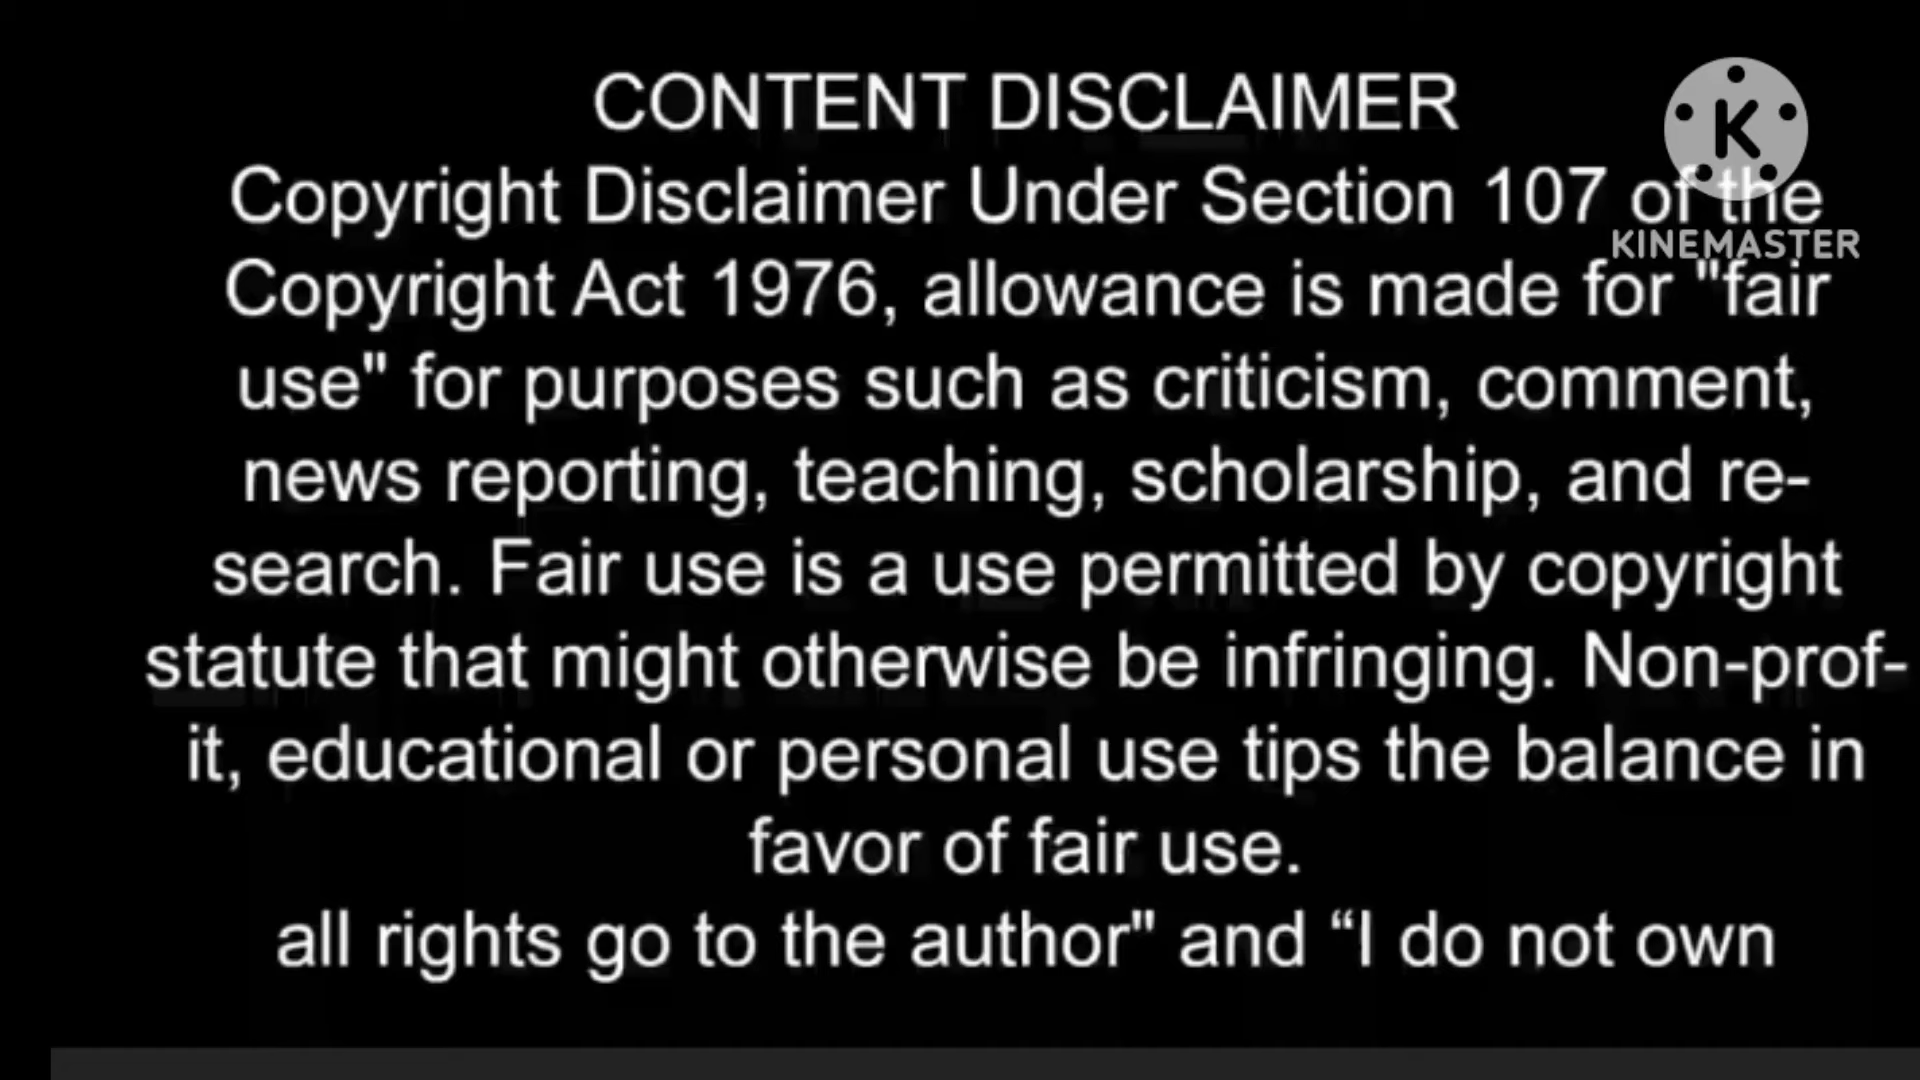 CONTENT DISCLAIMER
Copyright Disclaimer Under Section 107 of the
K
KINEMASTER
Copyright Act 1976, allowance is made for "fair
use" for purposes such as criticism, comment,
news reporting, teaching, scholarship, and re-
search. Fair use is a use permitted by copyright
statute that might otherwise be infringing. Non-prof-
it, educational or personal use tips the balance in
favor of fair use.
all rights go to the author" and “I do not own